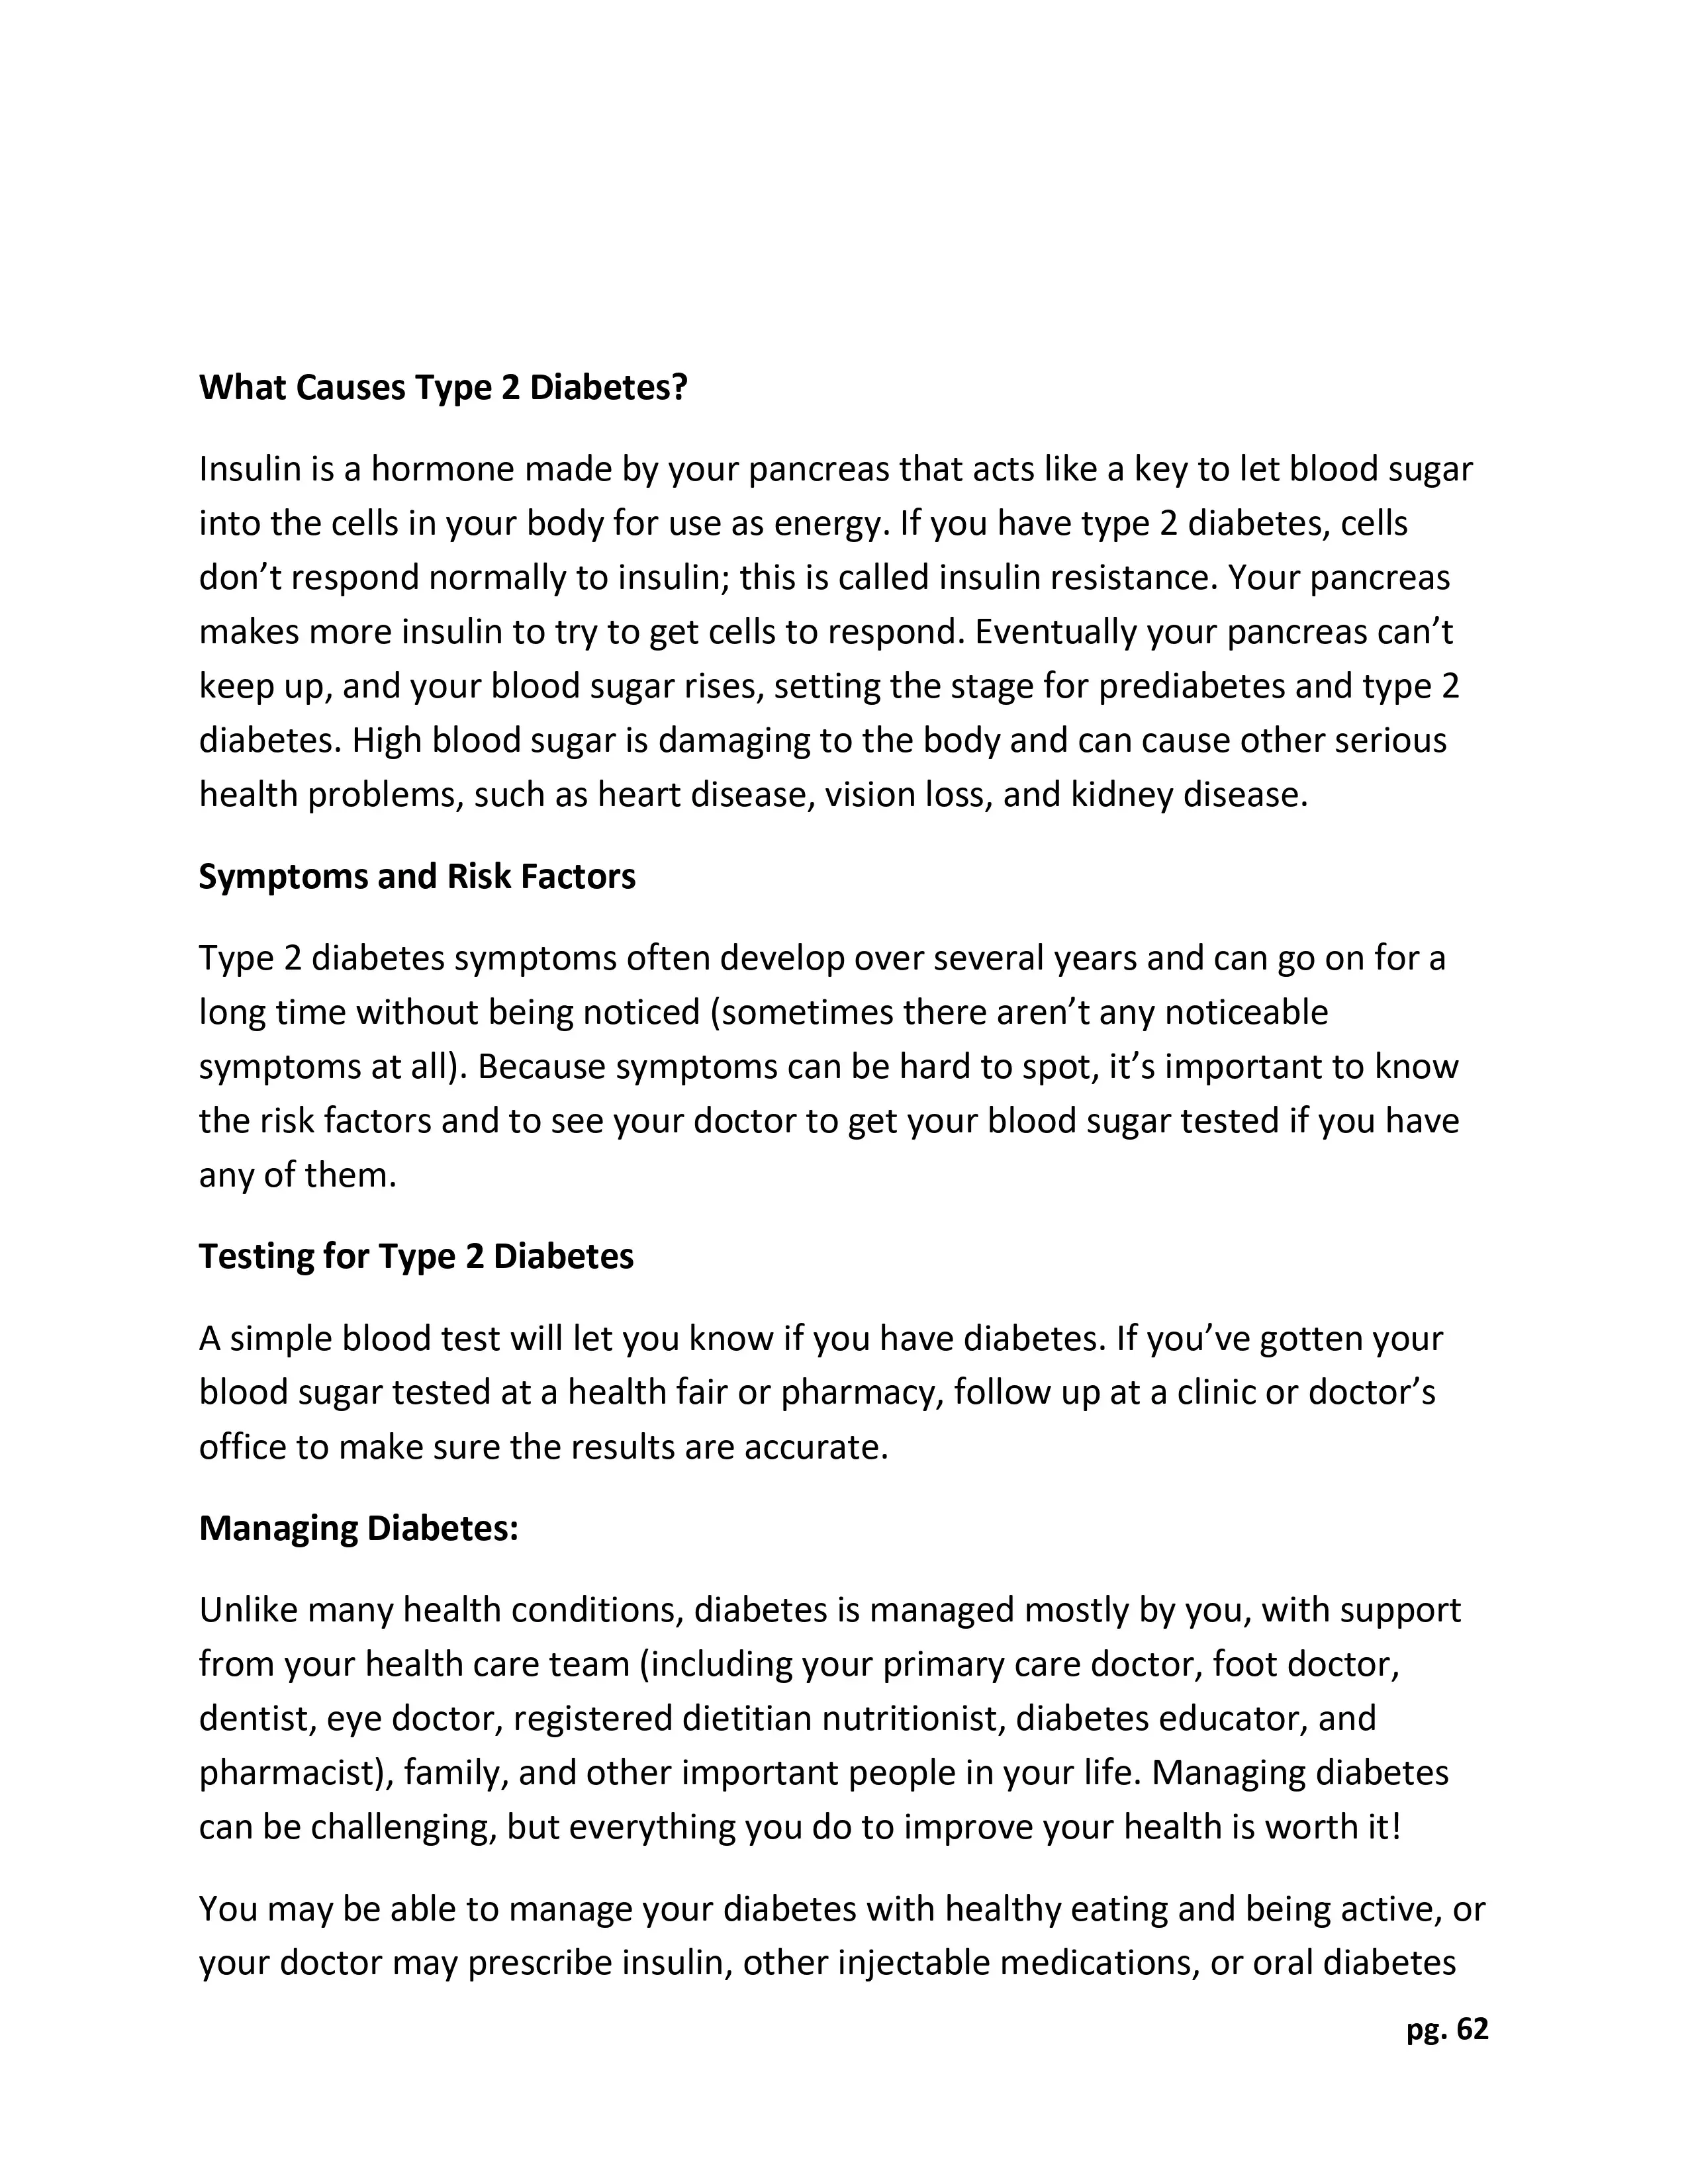 What Causes Type 2 Diabetes?
Insulin is a hormone made by your pancreas that acts like a key to let blood sugar
into the cells in your body for use as energy. If you have type 2 diabetes, cells
don’t respond normally to insulin; this is called insulin resistance. Your pancreas
makes more insulin to try to get cells to respond. Eventually your pancreas can’t
keep up, and your blood sugar rises, setting the stage for prediabetes and type 2
diabetes. High blood sugar is damaging to the body and can cause other serious
health problems, such as heart disease, vision loss, and kidney disease.
Symptoms and Risk Factors
Type 2 diabetes symptoms often develop over several years and can go on for a
long time without being noticed (sometimes there aren’t any noticeable
symptoms at all). Because symptoms can be hard to spot, it’s important to know
the risk factors and to see your doctor to get your blood sugar tested if you have
any of them.
Testing for Type 2 Diabetes
A simple blood test will let you know if you have diabetes. If you’ve gotten your
blood sugar tested at a health fair or pharmacy, follow up at a clinic or doctor’s
office to make sure the results are accurate.
Managing Diabetes:
Unlike many health conditions, diabetes is managed mostly by you, with support
from your health care team (including your primary care doctor, foot doctor,
dentist, eye doctor, registered dietitian nutritionist, diabetes educator, and
pharmacist), family, and other important people in your life. Managing diabetes
can be challenging, but everything you do to improve your health is worth it!
You may be able to manage your diabetes with healthy eating and being active, or
your doctor may prescribe insulin, other injectable medications, or oral diabetes
pg. 62